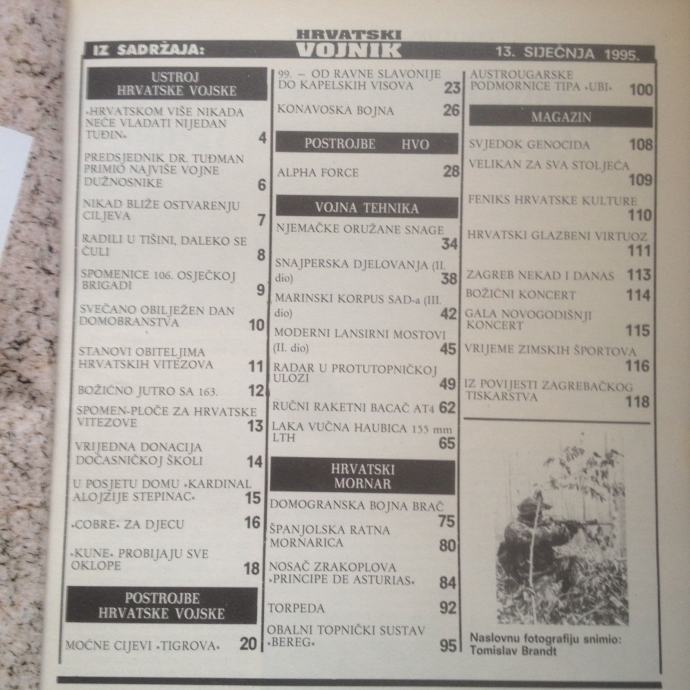 IZ SADRŽAJA:
HRVATSKI
VOJNIK
13. SIJEČNJA 1995.
USTROJ
HRVATSKE VOJSKE
»HRVATSKOM VIŠE NIKADA
NEĆE VLADATI NIJEDAN
TUĐIN« 4
PREDSJEDNIK DR. TUĐMAN
PRIMIO NAJVIŠE VOJNE
DUŽNOSNIKE 6
NIKAD BLIŽE OSTVARENJU
CILJEVA 7
RADILI U TIŠINI, DALEKO SE
ČULI 8
SPOMENICE 106. OSJEČKOJ
BRIGADI 9
SVEČANO OBILJEŽEN DAN
DOMOBRANSTVA 10
STANOVI OBITELJIMA
HRVATSKIH VITEZOVA 11
BOŽIĆNO JUTRO SA 163. 12
SPOMEN-PLOČE ZA HRVATSKE
VITEZOVE 13
VRIJEDNA DONACIJA
DOČASNIČKOJ ŠKOLI 14
U POSJETU DOMU »KARDINAL
ALOJZIJE STEPINAC« 15
»COBRE« ZA DJECU 16
»KUNE« PROBIJAJU SVE
OKLOPE 18
POSTROJBE
HRVATSKE VOJSKE
MOĆNE CIJEVI »TIGROVA« 20
99. – OD RAVNE SLAVONIJE
DO KAPELSKIH VISOVA 23
KONAVOSKA BOJNA 26
POSTROJBE HVO
ALPHA FORCE 28
VOJNA TEHNIKA
NJEMAČKE ORUŽANE SNAGE
34
SNAJPERSKA DJELOVANJA (II.
dio) 38
MARINSKI KORPUS SAD-a (III.
dio) 42
MODERNI LANSIRNI MOSTOVI
(II. dio) 45
RADAR U PROTUTOPNIČKOJ
ULOZI 49
RUČNI RAKETNI BACAČ AT4 62
LAKA VUČNA HAUBICA 155 mm
LTH 65
HRVATSKI
MORNAR
DOMOGRANSKA BOJNA BRAČ
75
ŠPANJOLSKA RATNA
MORNARICA 80
NOSAČ ZRAKOPLOVA
»PRINCIPE DE ASTURIAS« 84
TORPEDA 92
OBALNI TOPNIČKI SUSTAV
»BEREG« 95
AUSTROUGARSKE
PODMORNICE TIPA »UBI« 100
MAGAZIN
SVJEDOK GENOCIDA 108
VELIKAN ZA SVA STOLJEĆA
109
FENIKS HRVATSKE KULTURE
110
HRVATSKI GLAZBENI VIRTUOZ
111
ZAGREB NEKAD I DANAS 113
BOŽIĆNI KONCERT 114
GALA NOVOGODIŠNJI
KONCERT 115
VRIJEME ZIMSKIH ŠPORTOVA
116
IZ POVIJESTI ZAGREBAČKOG
TISKARSTVA 118
Naslovnu fotografiju snimio:
Tomislav Brandt